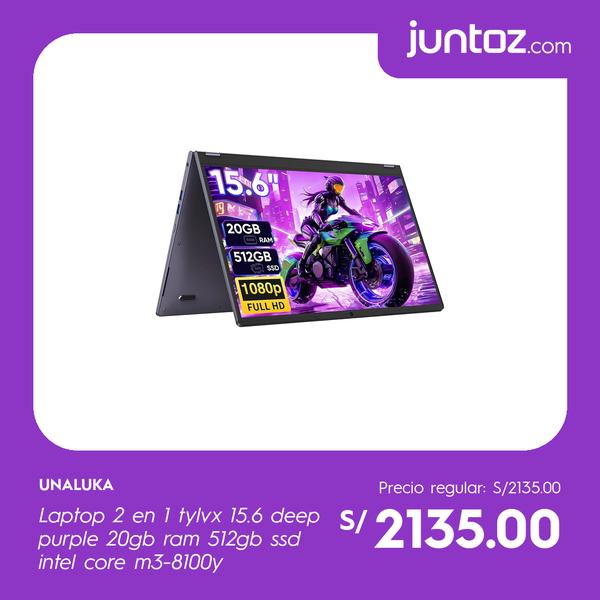 juntoz.com
15.6"
20GB RAM
512GB SSD
1080p
FULL HD
UNALUKA
Laptop 2 en 1 tylvx 15.6 deep
purple 20gb ram 512gb ssd
intel core m3-8100y
Precio regular: S/2135.00
S/ 2135.00